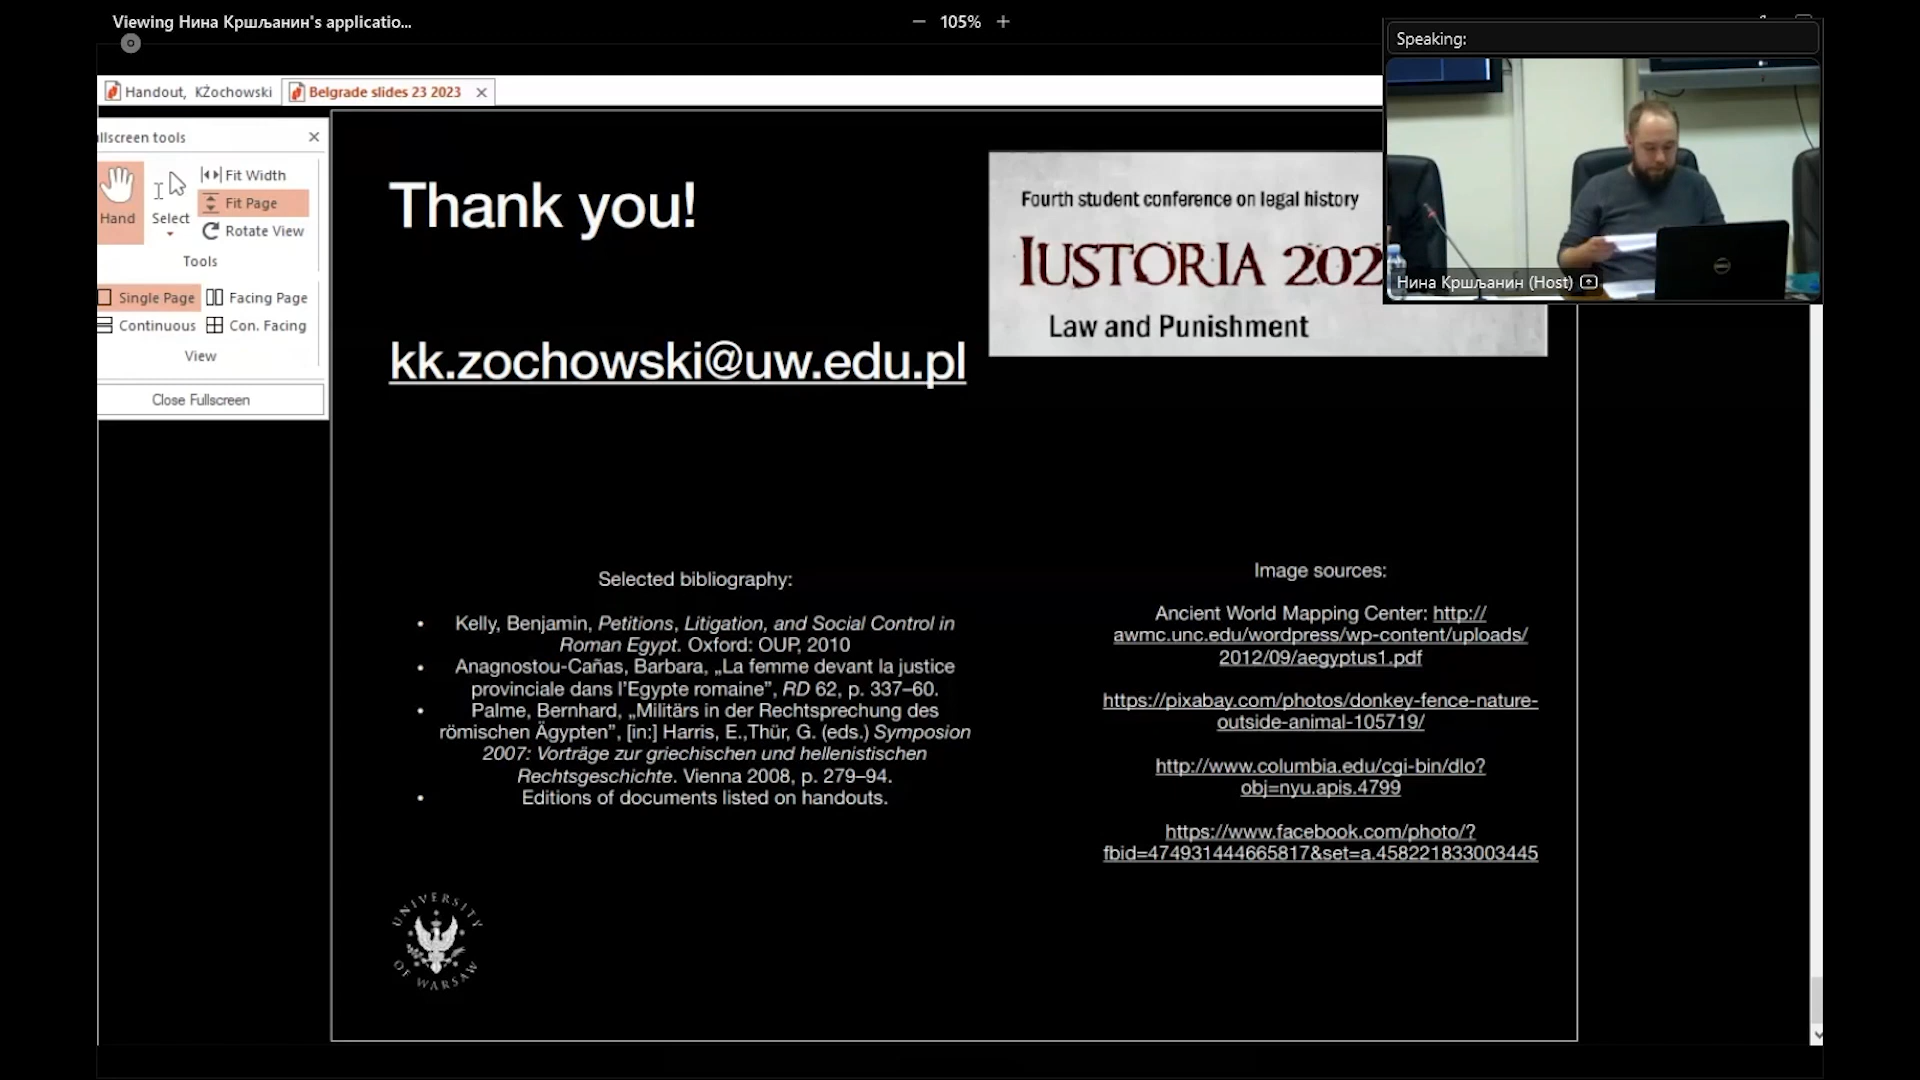 Viewing Нина Кршљанин's applicatio...
105%
Speaking:
Handout, KŻochowski
Belgrade slides 23 2023
llscreen tools
Hand
Select
Fit Width
Fit Page
Rotate View
Tools
Single Page
Facing Page
Continuous
Con. Facing
View
Close Fullscreen
Thank you!
kk.zochowski@uw.edu.pl
Fourth student conference on legal history
IUSTORIA 202
Law and Punishment
Нина Кршљанин (Host)
Selected bibliography:
• Kelly, Benjamin, Petitions, Litigation, and Social Control in
Roman Egypt. Oxford: OUP, 2010
• Anagnostou-Cañas, Barbara, „La femme devant la justice
provinciale dans l'Egypte romaine”, RD 62, p. 337–60.
• Palme, Bernhard, „Militärs in der Rechtsprechung des
römischen Ägypten”, [in:] Harris, E.,Thür, G. (eds.) Symposion
2007: Vorträge zur griechischen und hellenistischen
Rechtsgeschichte. Vienna 2008, p. 279–94.
• Editions of documents listed on handouts.
Image sources:
Ancient World Mapping Center: http://
awmc.unc.edu/wordpress/wp-content/uploads/
2012/09/aegyptus1.pdf
https://pixabay.com/photos/donkey-fence-nature-
outside-animal-105719/
http://www.columbia.edu/cgi-bin/dlo?
obj=nyu.apis.4799
https://www.facebook.com/photo/?
fbid=474931444665817&set=a.458221833003445
UNIVERSITY
OF WARSAW